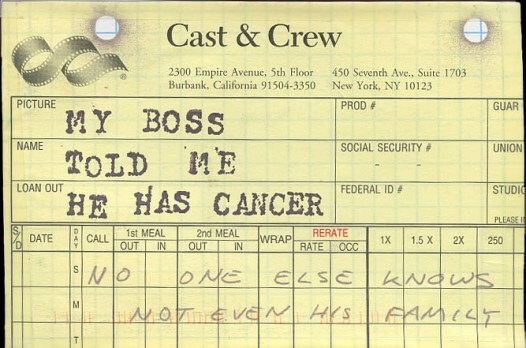 Cast & Crew
2300 Empire Avenue, 5th Floor 450 Seventh Ave., Suite 1703
Burbank, California 91504-3350 New York, NY 10123
PICTURE PROD # GUAR
MY BOSS
NAME SOCIAL SECURITY # UNION
TOLD ME - -
LOAN OUT FEDERAL ID # STUDIO
HE HAS CANCER
PLEASE
S/D DATE DAY CALL 1st MEAL OUT IN 2nd MEAL OUT IN WRAP RERATE RATE OCC 1X 1.5 X 2X 250
S NO ONE ELSE KNOWS
M NOT EVEN HIS FAMILY
T